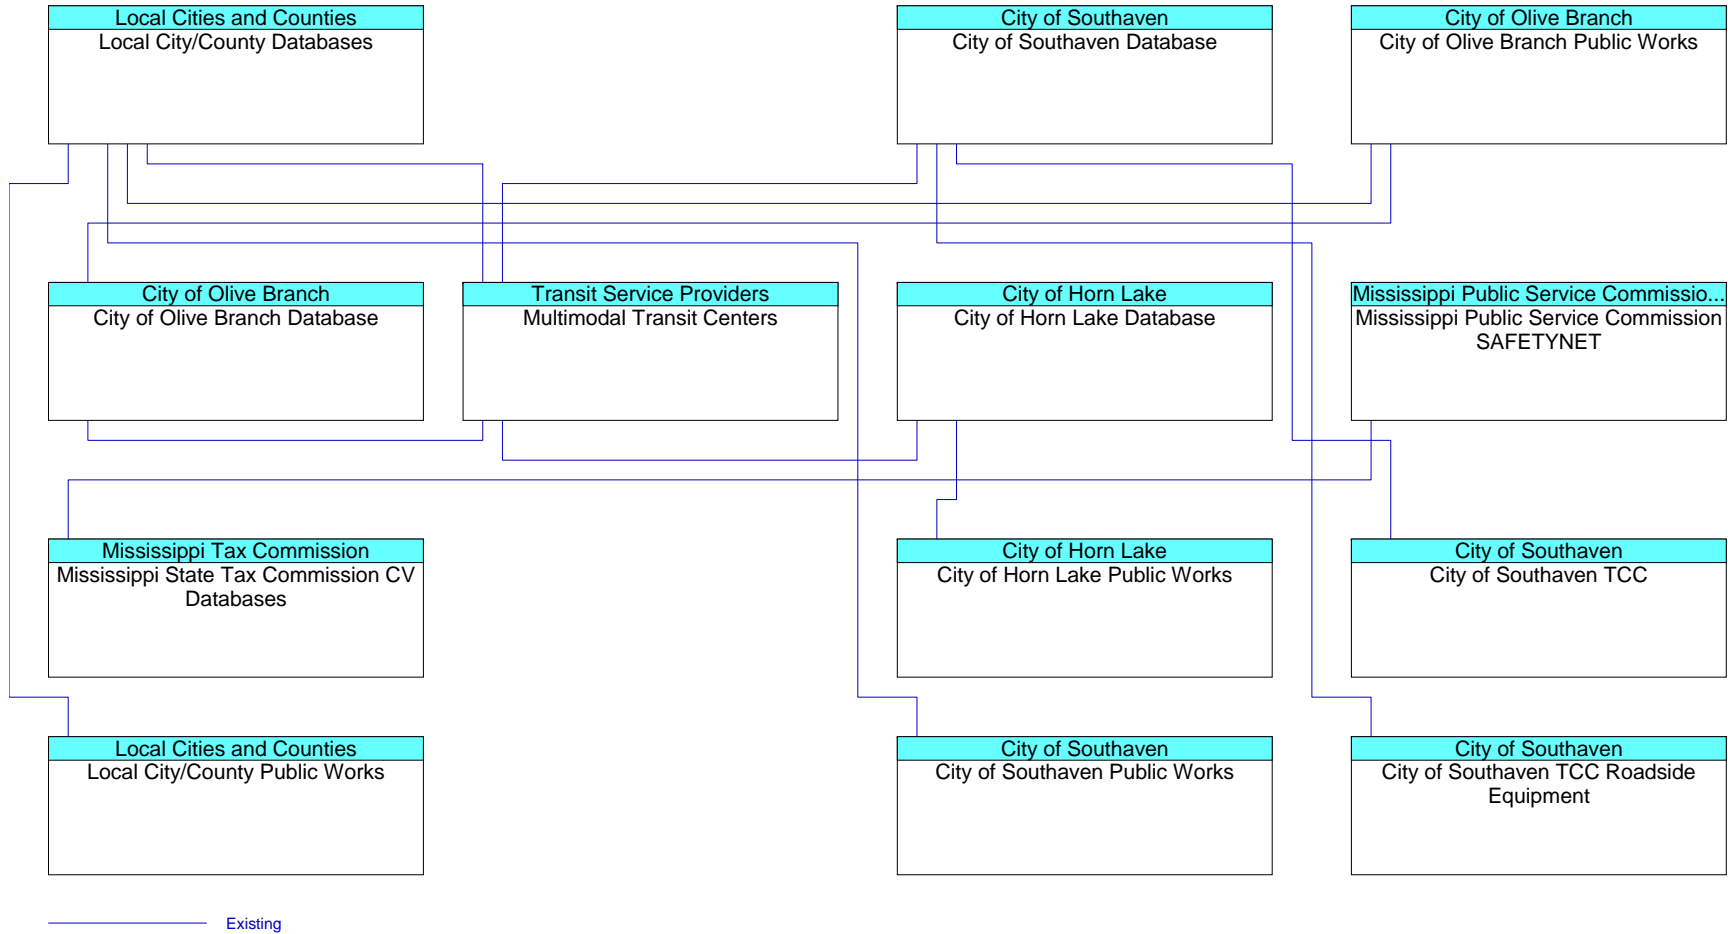 Local Cities and Counties
Local City/County Databases
City of Southaven
City of Southaven Database
City of Olive Branch
City of Olive Branch Public Works
City of Olive Branch
City of Olive Branch Database
Transit Service Providers
Multimodal Transit Centers
City of Horn Lake
City of Horn Lake Database
Mississippi Public Service Commissio...
Mississippi Public Service Commission
SAFETYNET
Mississippi Tax Commission
Mississippi State Tax Commission CV
Databases
City of Horn Lake
City of Horn Lake Public Works
City of Southaven
City of Southaven TCC
Local Cities and Counties
Local City/County Public Works
City of Southaven
City of Southaven Public Works
City of Southaven
City of Southaven TCC Roadside
Equipment
Existing